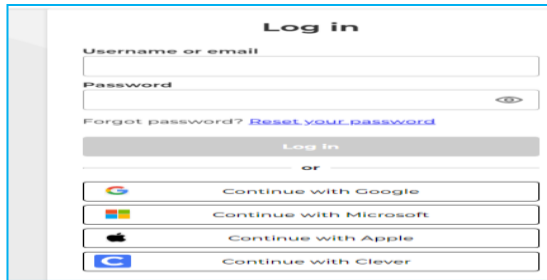 Log in
Username or email
Password
Forgot password? Reset your password
Log in
or
Continue with Google
Continue with Microsoft
Continue with Apple
C Continue with Clever